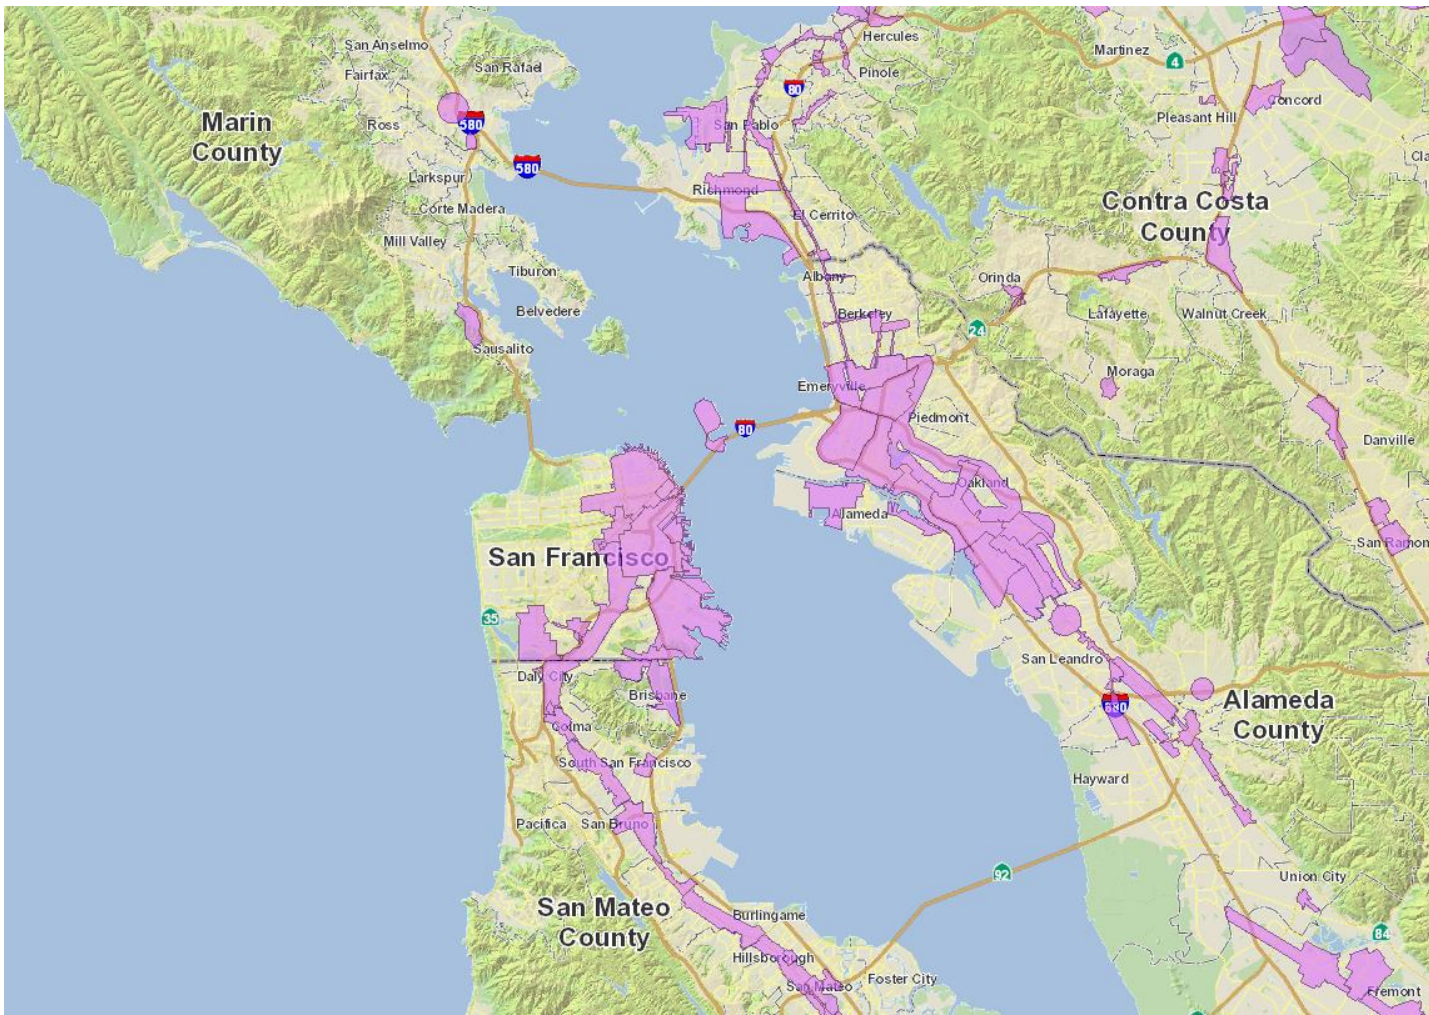 Hercules
San Anselmo
Martinez
4
San Rafael
Fairfax
Pinole
80
Concord
Marin
County
580
Ross
San Pablo
Pleasant Hill
580
Larkspur
Richmond
Contra Costa
County
Corte Madera
El Cerrito
Mill Valley
Tiburon
Albany
Orinda
Belvedere
Berkeley
Lafayette
Walnut Creek
24
Sausalito
Moraga
Emeryville
Piedmont
80
Danville
Oakland
Alameda
San Ramon
San Francisco
35
San Leandro
Daly City
Brisbane
Alameda
County
Colma
South San Francisco
Hayward
Pacifica
San Bruno
92
Union City
San Mateo
County
Burlingame
84
Hillsborough
Foster City
San Mateo
Fremont